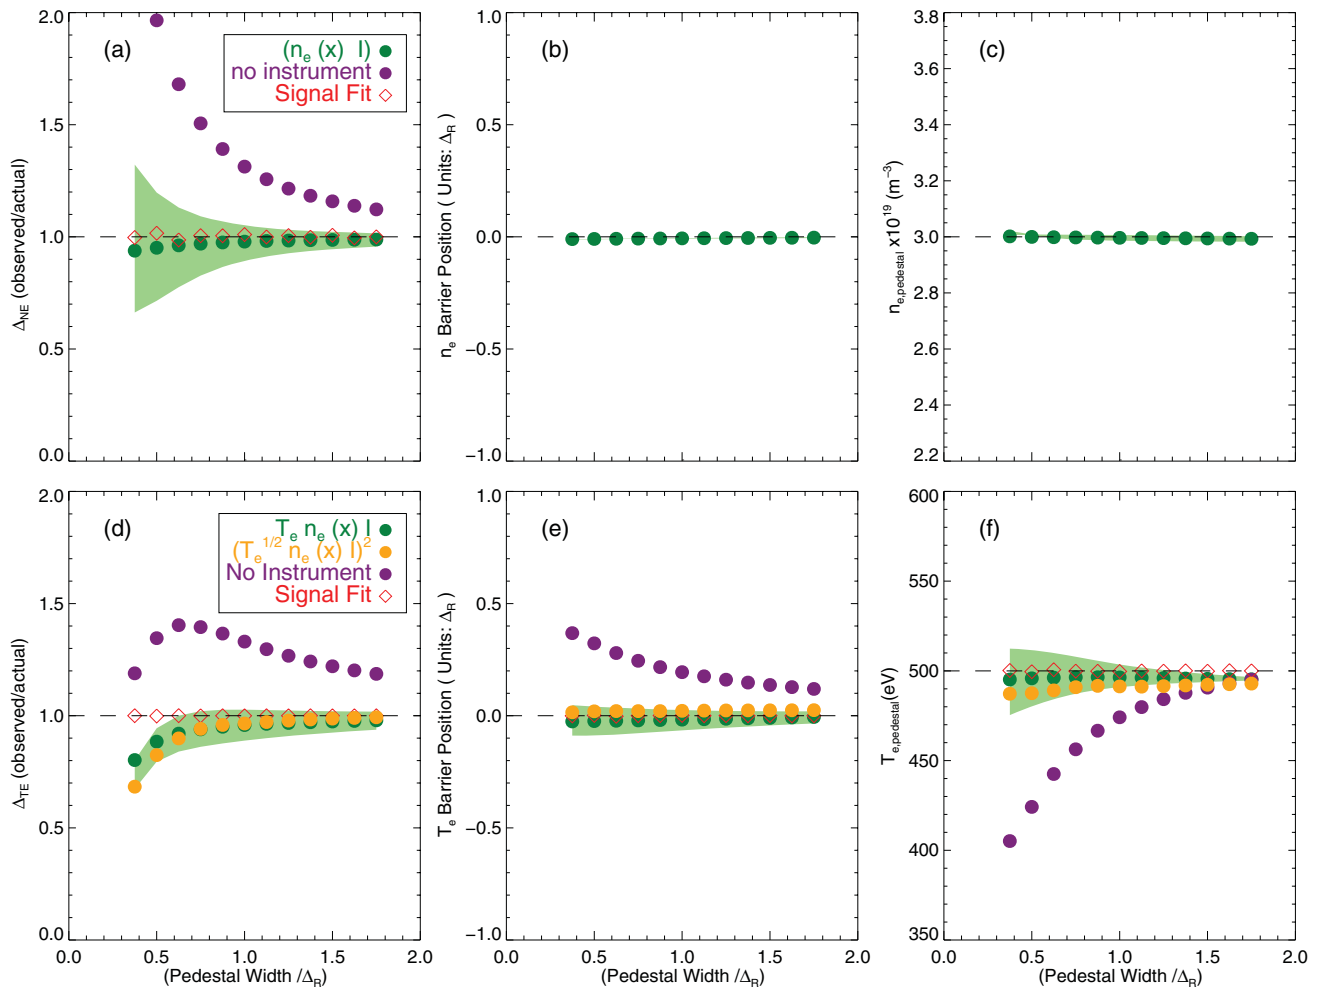 (a)
(n_e (x) I)
no instrument
Signal Fit
2.0
1.5
1.0
0.5
0.0
Δ_NE (observed/actual)
(b)
1.0
0.5
0.0
−0.5
−1.0
n_e Barrier Position ( Units: Δ_R )
(c)
3.8
3.6
3.4
3.2
3.0
2.8
2.6
2.4
2.2
n_e,pedestal x10^19 (m^−3)
(d)
T_e n_e (x) I
(T_e^1/2 n_e (x) I)^2
No Instrument
Signal Fit
2.0
1.5
1.0
0.5
0.0
Δ_TE (observed/actual)
0.0 0.5 1.0 1.5 2.0
(Pedestal Width /Δ_R)
(e)
1.0
0.5
0.0
−0.5
−1.0
T_e Barrier Position ( Units: Δ_R )
0.0 0.5 1.0 1.5 2.0
(Pedestal Width /Δ_R)
(f)
600
550
500
450
400
350
T_e,pedestal(eV)
0.0 0.5 1.0 1.5 2.0
(Pedestal Width /Δ_R)